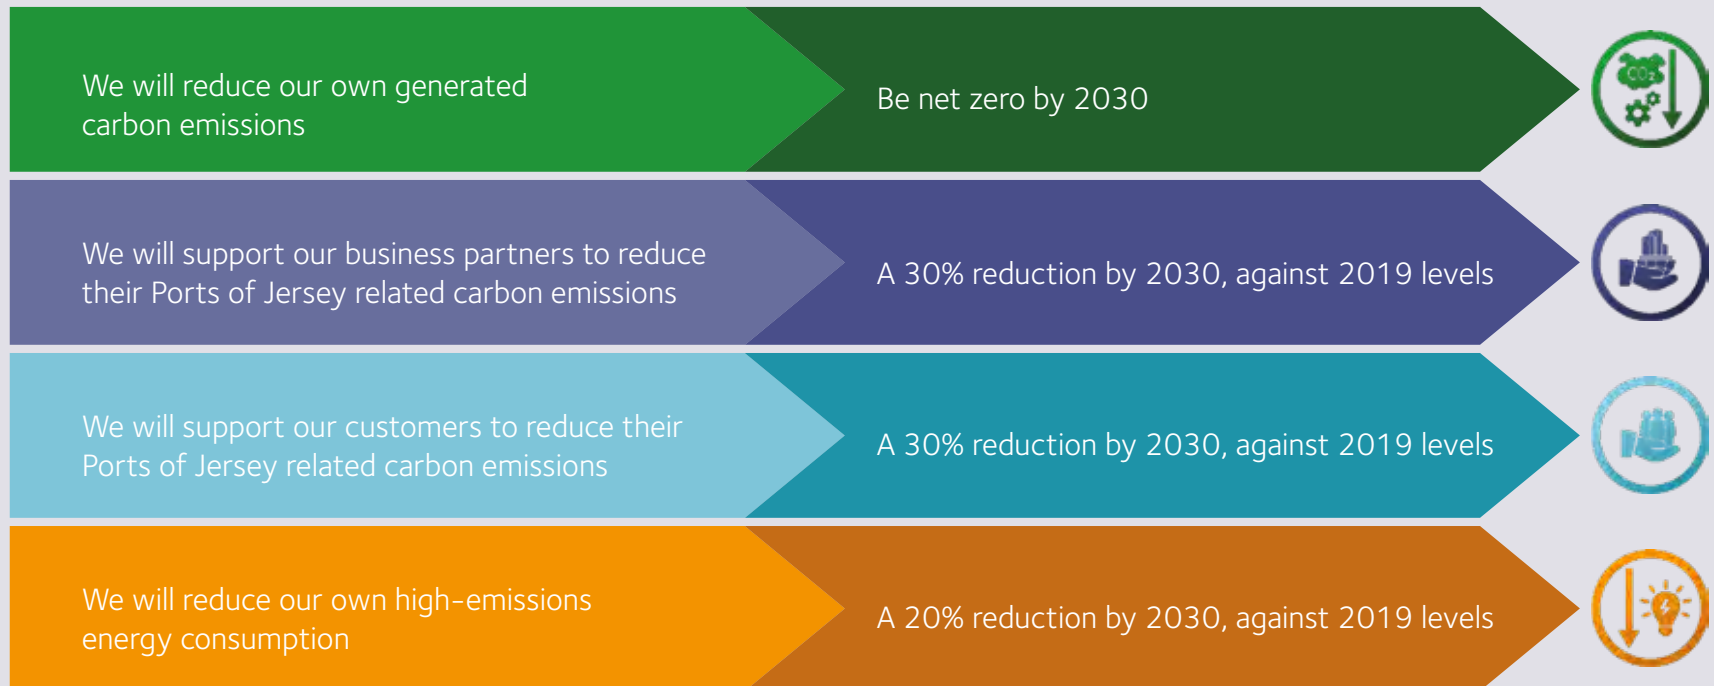 We will reduce our own generated
carbon emissions
Be net zero by 2030
CO₂
We will support our business partners to reduce
their Ports of Jersey related carbon emissions
A 30% reduction by 2030, against 2019 levels
We will support our customers to reduce their
Ports of Jersey related carbon emissions
A 30% reduction by 2030, against 2019 levels
We will reduce our own high-emissions
energy consumption
A 20% reduction by 2030, against 2019 levels